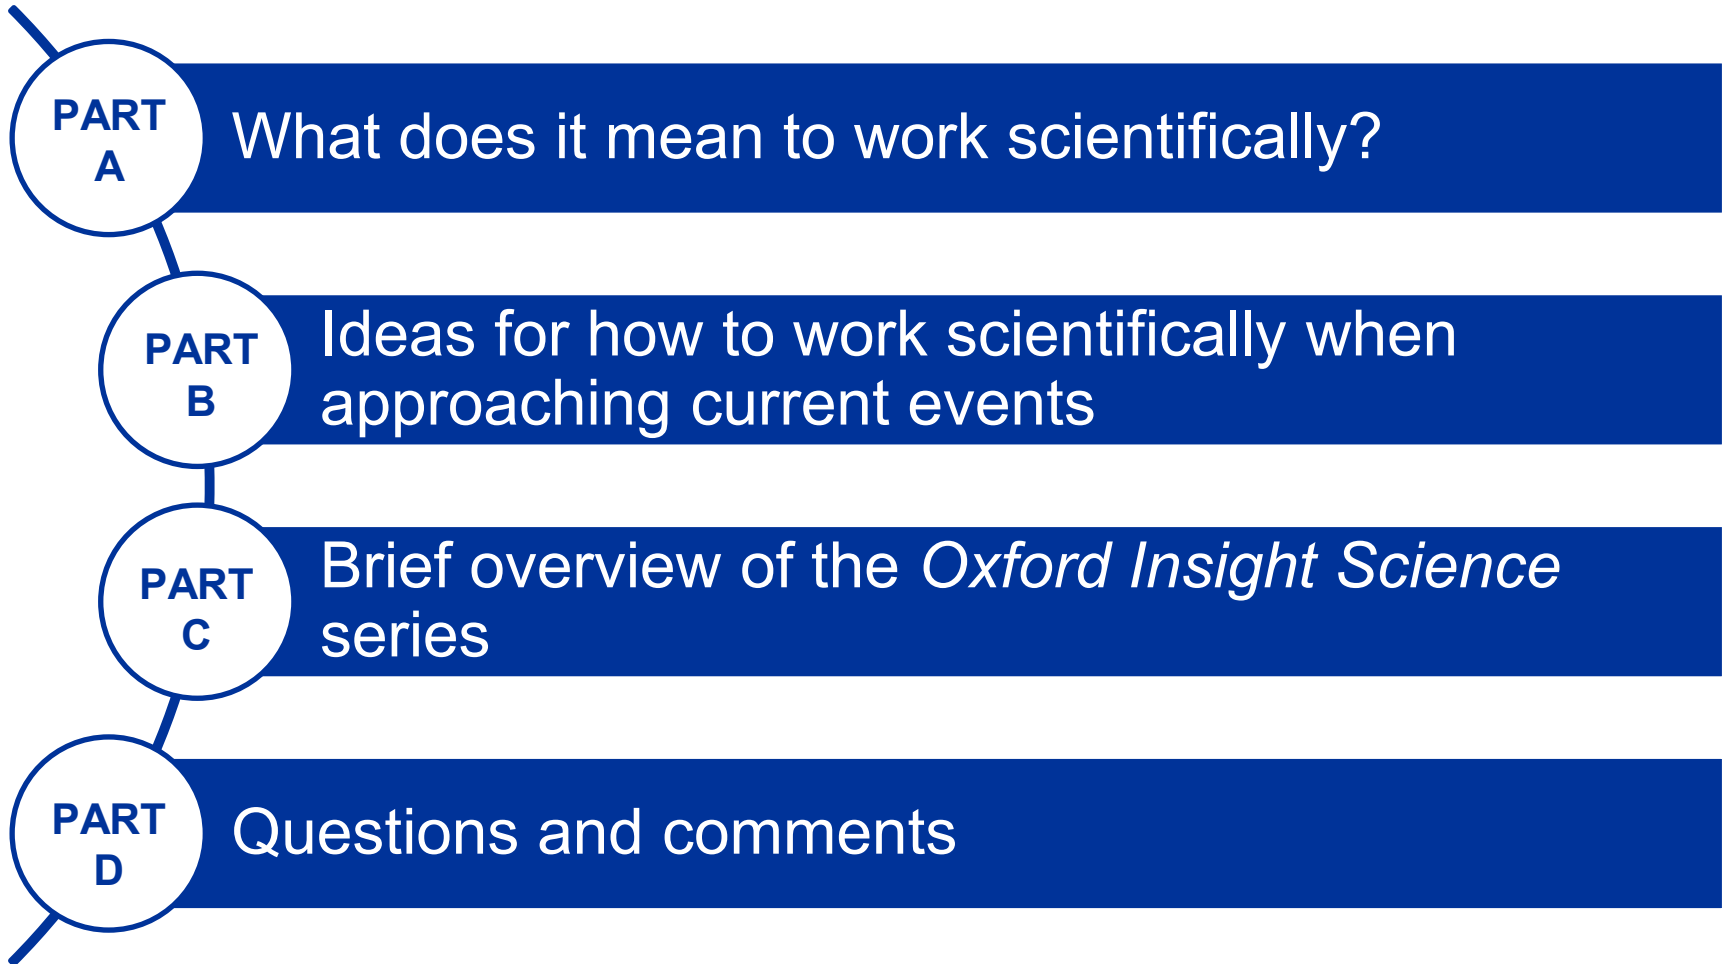 PART
A
What does it mean to work scientifically?
PART
B
Ideas for how to work scientifically when
approaching current events
PART
C
Brief overview of the Oxford Insight Science
series
PART
D
Questions and comments